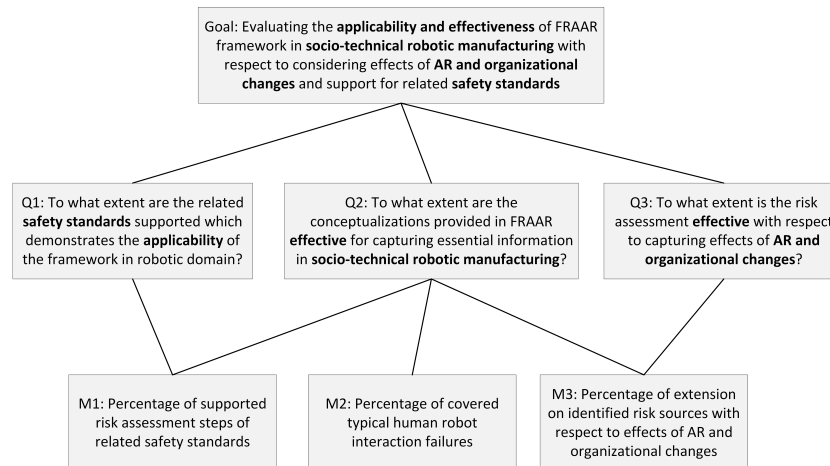 Goal: Evaluating the applicability and effectiveness of FRAAR
framework in socio-technical robotic manufacturing with
respect to considering effects of AR and organizational
changes and support for related safety standards
Q1: To what extent are the related
safety standards supported which
demonstrates the applicability of
the framework in robotic domain?
Q2: To what extent are the
conceptualizations provided in FRAAR
effective for capturing essential information
in socio-technical robotic manufacturing?
Q3: To what extent is the risk
assessment effective with respect
to capturing effects of AR and
organizational changes?
M1: Percentage of supported
risk assessment steps of
related safety standards
M2: Percentage of covered
typical human robot
interaction failures
M3: Percentage of extension
on identified risk sources with
respect to effects of AR and
organizational changes